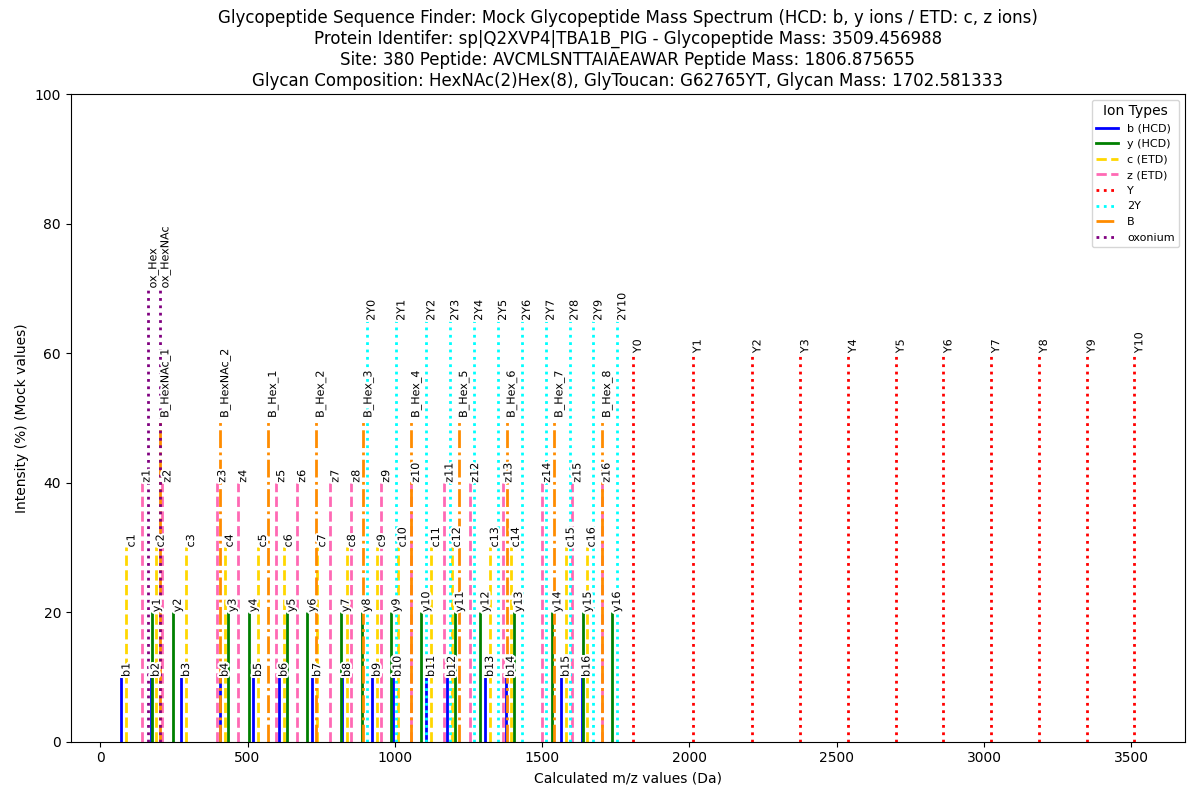 Glycopeptide Sequence Finder: Mock Glycopeptide Mass Spectrum (HCD: b, y ions / ETD: c, z ions)
Protein Identifer: sp|Q2XVP4|TBA1B_PIG - Glycopeptide Mass: 3509.456988
Site: 380 Peptide: AVCMLSNTTAIAEAWAR Peptide Mass: 1806.875655
Glycan Composition: HexNAc(2)Hex(8), GlyToucan: G62765YT, Glycan Mass: 1702.581333
100
80
60
40
20
0
Intensity (%) (Mock values)
Ion Types
b (HCD)
y (HCD)
c (ETD)
z (ETD)
Y
2Y
B
oxonium
ox_Hex
ox_HexNAc
2Y0
2Y1
2Y2
2Y3
2Y4
2Y5
2Y6
2Y7
2Y8
2Y9
2Y10
Y0
Y1
Y2
Y3
Y4
Y5
Y6
Y7
Y8
Y9
Y10
B_HexNAc_1
B_HexNAc_2
B_Hex_1
B_Hex_2
B_Hex_3
B_Hex_4
B_Hex_5
B_Hex_6
B_Hex_7
B_Hex_8
z1
z2
z3
z4
z5
z6
z7
z8
z9
z10
z11
z12
z13
z14
z15
z16
c1
c2
c3
c4
c5
c6
c7
c8
c9
c10
c11
c12
c13
c14
c15
c16
y1
y2
y3
y4
y5
y6
y7
y8
y9
y10
y11
y12
y13
y14
y15
y16
b1
b2
b3
b4
b5
b6
b7
b8
b9
b10
b11
b12
b13
b14
b15
b16
0
500
1000
1500
2000
2500
3000
3500
Calculated m/z values (Da)